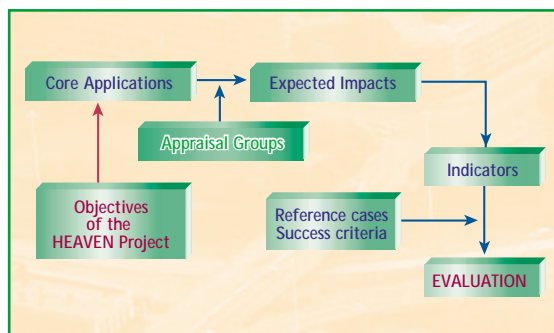 Core Applications
Expected Impacts
Appraisal Groups
Indicators
Objectives
of the
HEAVEN Project
Reference cases
Success criteria
EVALUATION